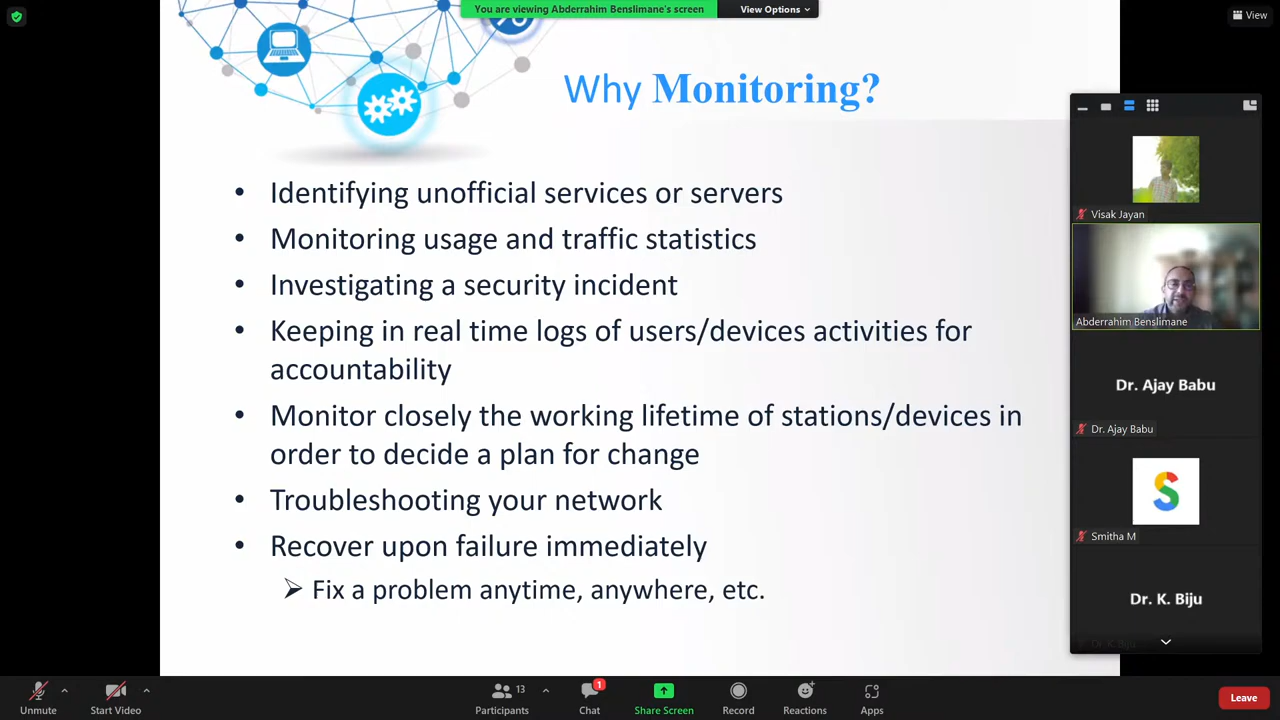 You are viewing Abderrahim Benslimane's screen
View Options
View
Why Monitoring?
• Identifying unofficial services or servers
• Monitoring usage and traffic statistics
• Investigating a security incident
• Keeping in real time logs of users/devices activities for
accountability
• Monitor closely the working lifetime of stations/devices in
order to decide a plan for change
• Troubleshooting your network
• Recover upon failure immediately
➢ Fix a problem anytime, anywhere, etc.
Visak Jayan
Abderrahim Benslimane
Dr. Ajay Babu
Dr. Ajay Babu
S
Smitha M
Dr. K. Biju
Dr. K. Biju
Unmute
Start Video
13
Participants
1
Chat
Share Screen
Record
Reactions
Apps
Leave